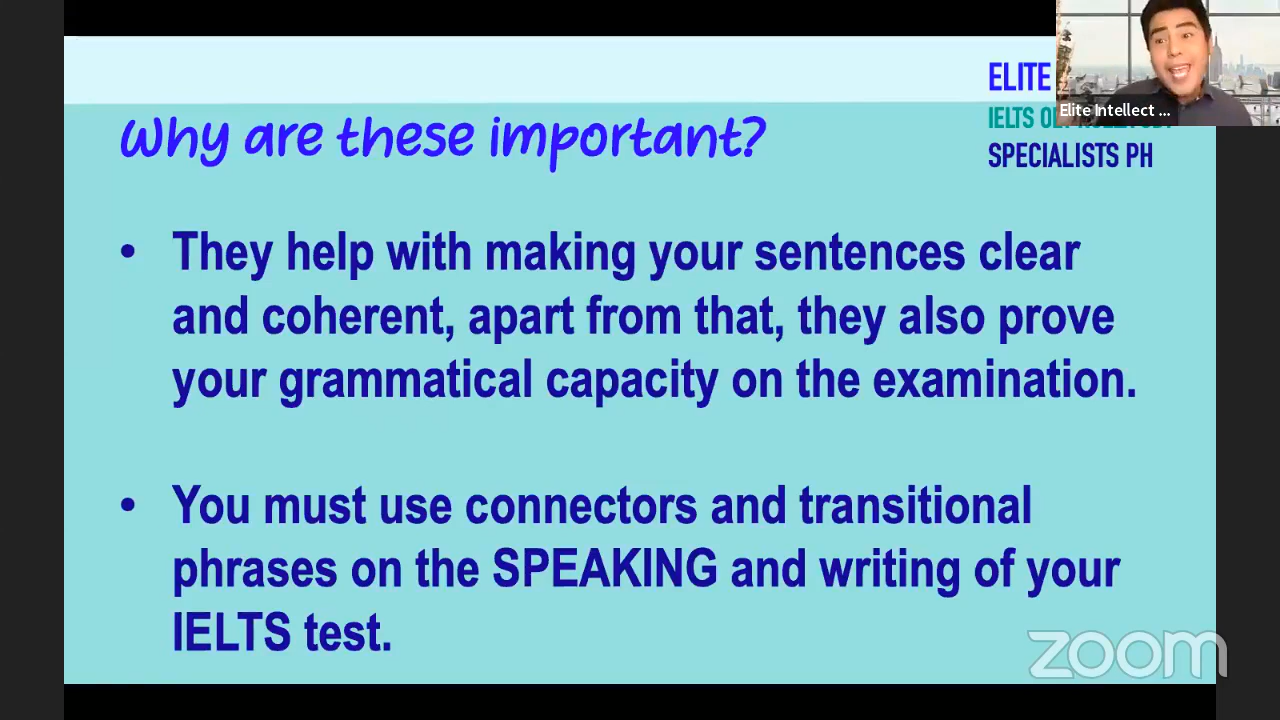 ELITE
Elite Intellect ...
IELTS
SPECIALISTS PH
Why are these important?
• They help with making your sentences clear
and coherent, apart from that, they also prove
your grammatical capacity on the examination.
• You must use connectors and transitional
phrases on the SPEAKING and writing of your
IELTS test.
zoom